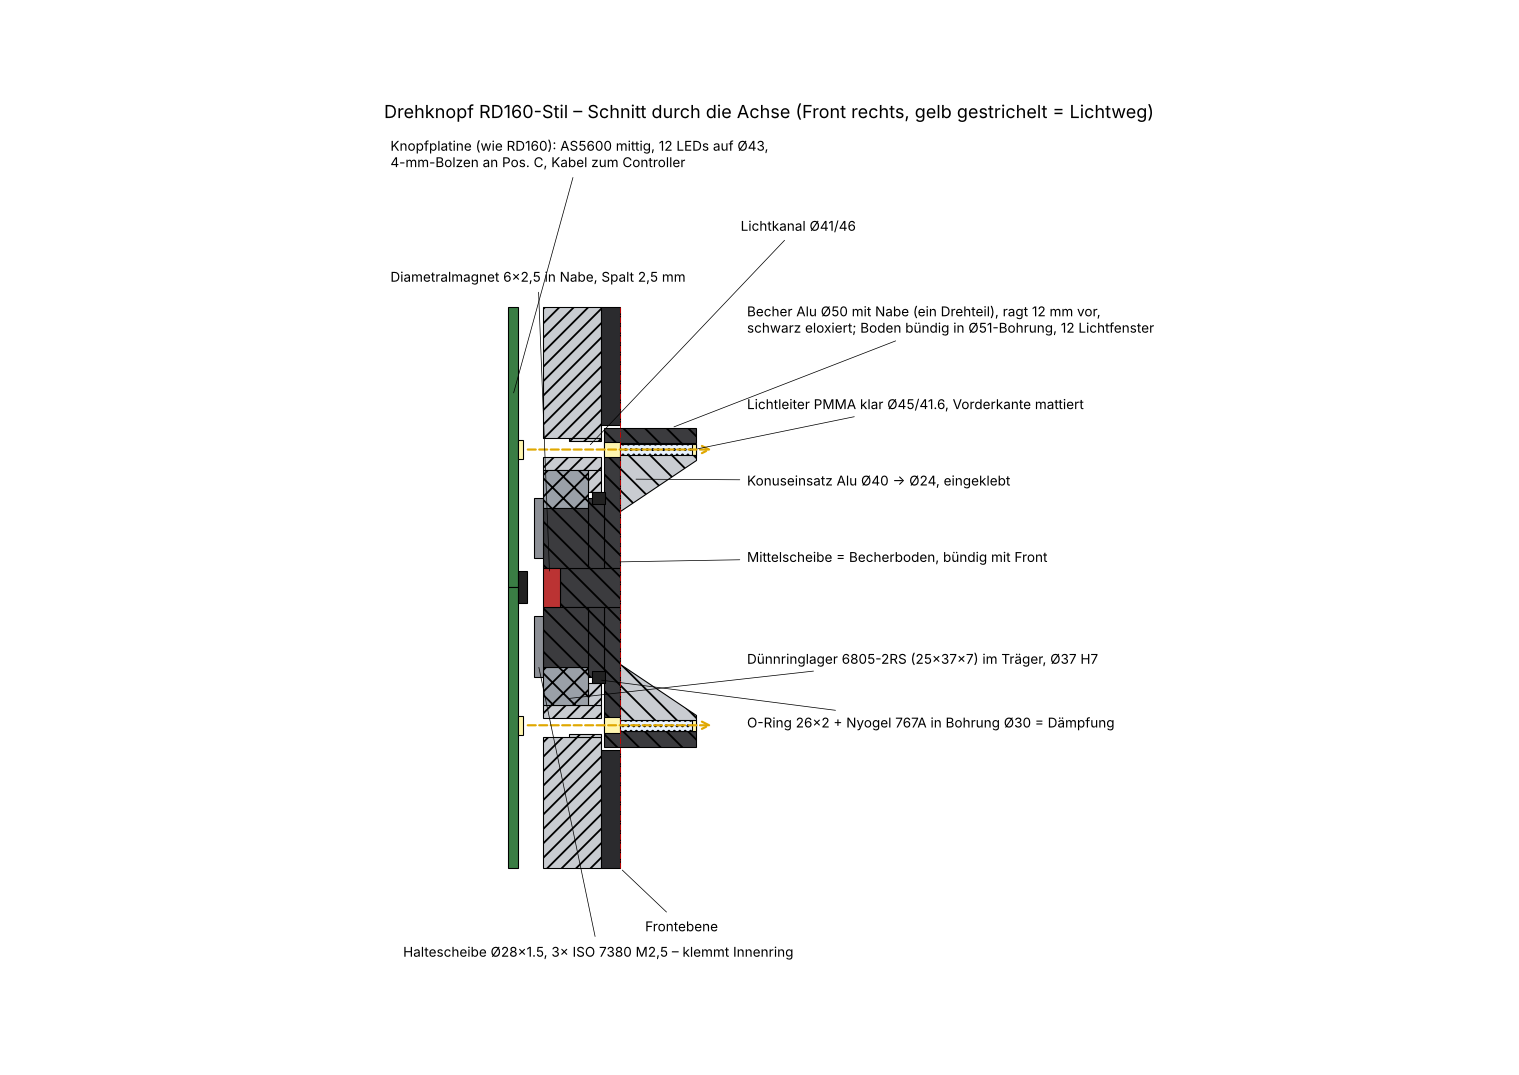 Drehknopf RD160-Stil – Schnitt durch die Achse (Front rechts, gelb gestrichelt = Lichtweg)
Knopfplatine (wie RD160): AS5600 mittig, 12 LEDs auf Ø43,
4-mm-Bolzen an Pos. C, Kabel zum Controller
Lichtkanal Ø41/46
Diametralmagnet 6×2,5 in Nabe, Spalt 2,5 mm
Becher Alu Ø50 mit Nabe (ein Drehteil), ragt 12 mm vor,
schwarz eloxiert; Boden bündig in Ø51-Bohrung, 12 Lichtfenster
Lichtleiter PMMA klar Ø45/41.6, Vorderkante mattiert
Konuseinsatz Alu Ø40 → Ø24, eingeklebt
Mittelscheibe = Becherboden, bündig mit Front
Dünnringlager 6805-2RS (25×37×7) im Träger, Ø37 H7
O-Ring 26×2 + Nyogel 767A in Bohrung Ø30 = Dämpfung
Frontebene
Haltescheibe Ø28×1.5, 3× ISO 7380 M2,5 – klemmt Innenring